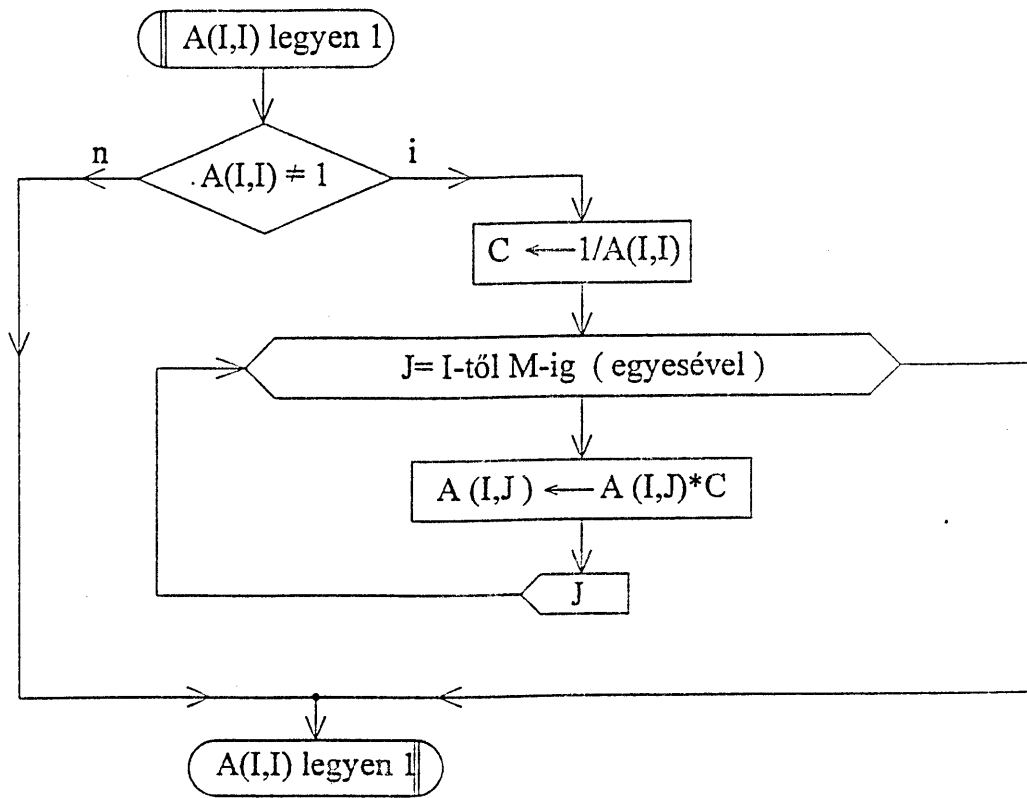 A(I,I) legyen 1
n
A(I,I) ≠ 1
i
C ← 1/A(I,I)
J= I-től M-ig ( egyesével )
A (I,J ) ← A (I,J)*C
J
A(I,I) legyen 1